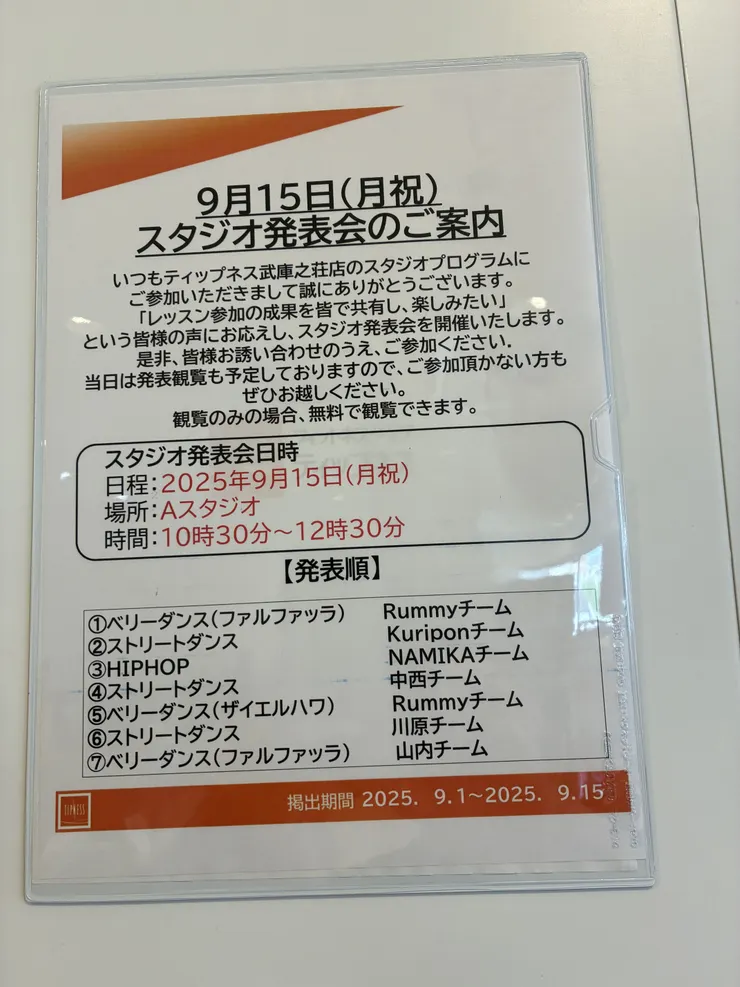 9月15日(月祝)
スタジオ発表会のご案内
いつもティップネス武庫之荘店のスタジオプログラムに
ご参加いただきまして誠にありがとうございます。
「レッスン参加の成果を皆で共有し、楽しみたい」
という皆様の声にお応えし、スタジオ発表会を開催いたします。
是非、皆様お誘い合わせのうえ、ご参加ください.
当日は発表観覧も予定しておりますので、ご参加頂かない方も
ぜひお越しください。
観覧のみの場合、無料で観覧できます。
スタジオ発表会日時
日程:2025年9月15日(月祝)
場所:Aスタジオ
時間:10時30分～12時30分
【発表順】
①ベリーダンス(ファルファッラ) Rummyチーム
②ストリートダンス Kuriponチーム
③HIPHOP NAMIKAチーム
④ストリートダンス 中西チーム
⑤ベリーダンス(ザイエルハワ) Rummyチーム
⑥ストリートダンス 川原チーム
⑦ベリーダンス(ファルファッラ) 山内チーム
TIPNESS
掲出期間 2025. 9.1～2025. 9.15